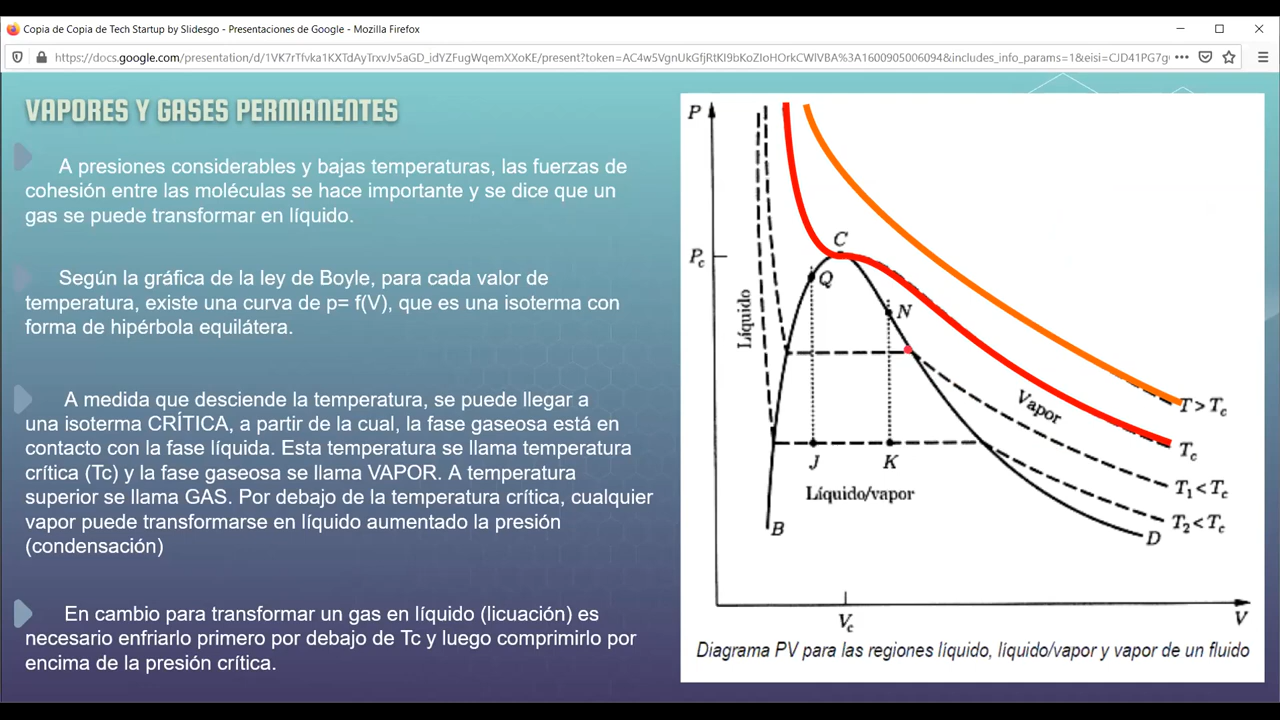 Copia de Copia de Tech Startup by Slidesgo - Presentaciones de Google - Mozilla Firefox
https://docs.google.com/presentation/d/1VK7rTfvka1KXTdAyTrxvJv5aGD_idYZFugWqemXXoKE/present?token=AC4w5VgnUkGfjRtKI9bKoZIoHOrkCWlVBA%3A1600905006094&includes_info_params=1&eisi=CJD41PG7g
VAPORES Y GASES PERMANENTES
A presiones considerables y bajas temperaturas, las fuerzas de
cohesión entre las moléculas se hace importante y se dice que un
gas se puede transformar en líquido.
Según la gráfica de la ley de Boyle, para cada valor de
temperatura, existe una curva de p= f(V), que es una isoterma con
forma de hipérbola equilátera.
A medida que desciende la temperatura, se puede llegar a
una isoterma CRÍTICA, a partir de la cual, la fase gaseosa está en
contacto con la fase líquida. Esta temperatura se llama temperatura
crítica (Tc) y la fase gaseosa se llama VAPOR. A temperatura
superior se llama GAS. Por debajo de la temperatura crítica, cualquier
vapor puede transformarse en líquido aumentado la presión
(condensación)
En cambio para transformar un gas en líquido (licuación) es
necesario enfriarlo primero por debajo de Tc y luego comprimirlo por
encima de la presión crítica.
P
C
Pc
Q
N
Líquido
Vapor
T > Tc
Tc
J
K
T1 < Tc
Líquido/vapor
T2 < Tc
B
D
Vc
V
Diagrama PV para las regiones líquido, líquido/vapor y vapor de un fluido